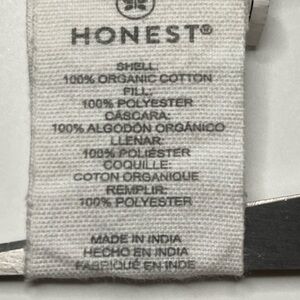 HONEST®
SHELL:
100% ORGANIC COTTON
FILL:
100% POLYESTER
CÁSCARA:
100% ALGODÓN ORGÁNICO
LLENAR:
100% POLIÉSTER
COQUILLE:
COTON ORGANIQUE
REMPLIR:
100% POLYESTER
MADE IN INDIA
HECHO EN INDIA
FABRIQUÉ EN INDE